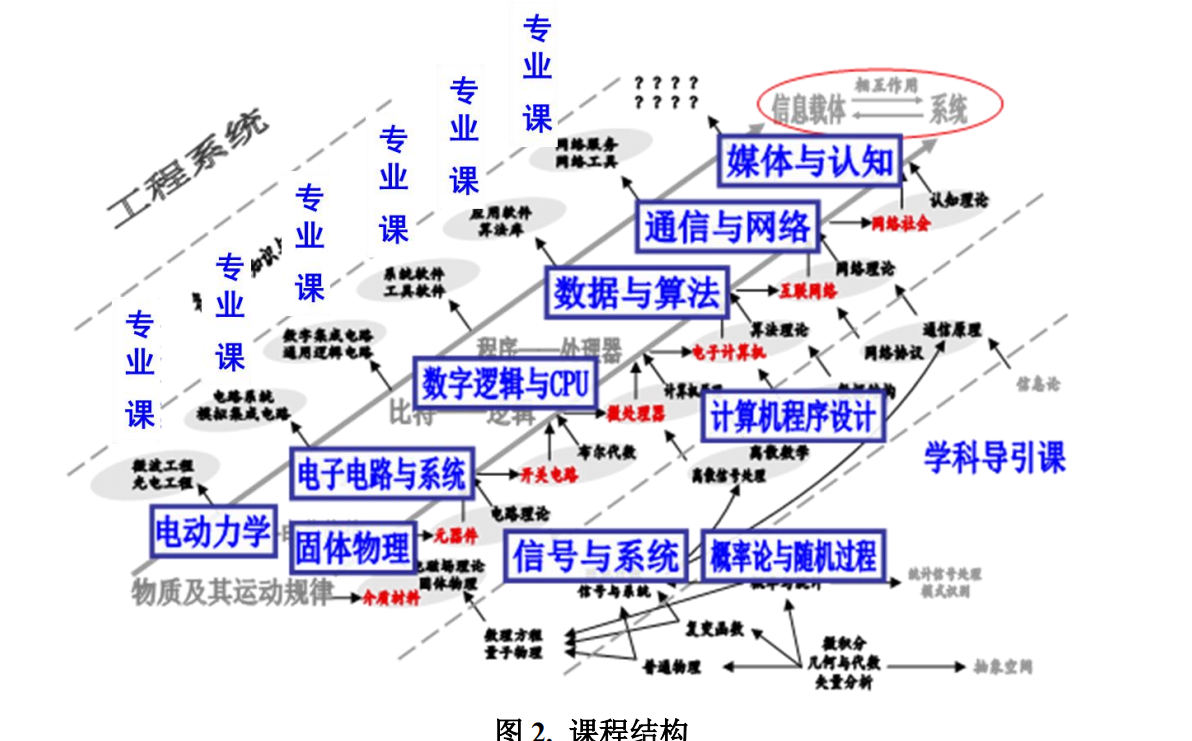 专业课
专业课
专业课
专业课
专业课
专业课
工程系统
? ? ? ?
? ? ? ?
相互作用
信息载体
系统
媒体与认知
网络服务
网络工具
认知理论
通信与网络
网络社会
应用软件
算法库
网络理论
数据与算法
互联网络
系统软件
工具软件
算法理论
通信原理
程序——处理器
电子计算机
网络协议
数字集成电路
通用逻辑电路
信息论
数字逻辑与CPU
比特
逻辑
微处理器
计算机程序设计
电路系统
模拟集成电路
布尔代数
离散数学
学科导引课
电子电路与系统
开关电路
离散信号处理
微波工程
光电工程
电路理论
电动力学
固体物理
元器件
信号与系统
概率论与随机过程
电磁场理论
固体物理
统计信号处理
模式识别
物质及其运动规律
介质材料
信号与系统
数理方程
量子物理
复变函数
微积分
几何与代数
矢量分析
普通物理
抽象空间
图 2. 课程结构